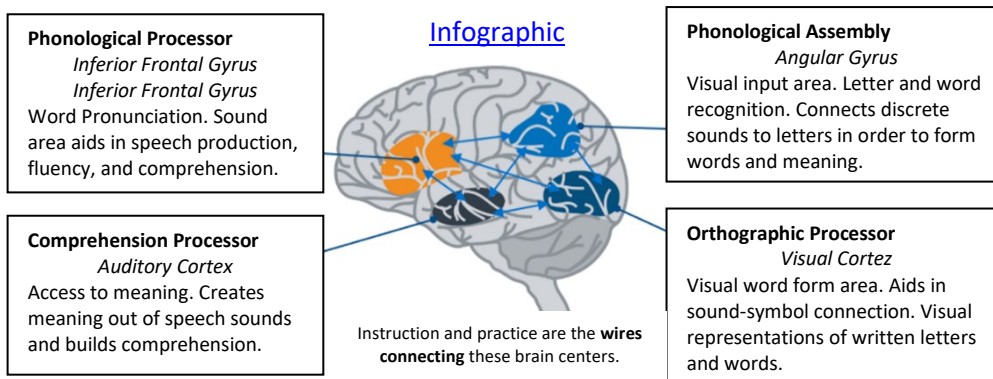 Phonological Processor
Inferior Frontal Gyrus
Inferior Frontal Gyrus
Word Pronunciation. Sound
area aids in speech production,
fluency, and comprehension.
Comprehension Processor
Auditory Cortex
Access to meaning. Creates
meaning out of speech sounds
and builds comprehension.
Infographic
Instruction and practice are the wires
connecting these brain centers.
Phonological Assembly
Angular Gyrus
Visual input area. Letter and word
recognition. Connects discrete
sounds to letters in order to form
words and meaning.
Orthographic Processor
Visual Cortez
Visual word form area. Aids in
sound-symbol connection. Visual
representations of written letters
and words.